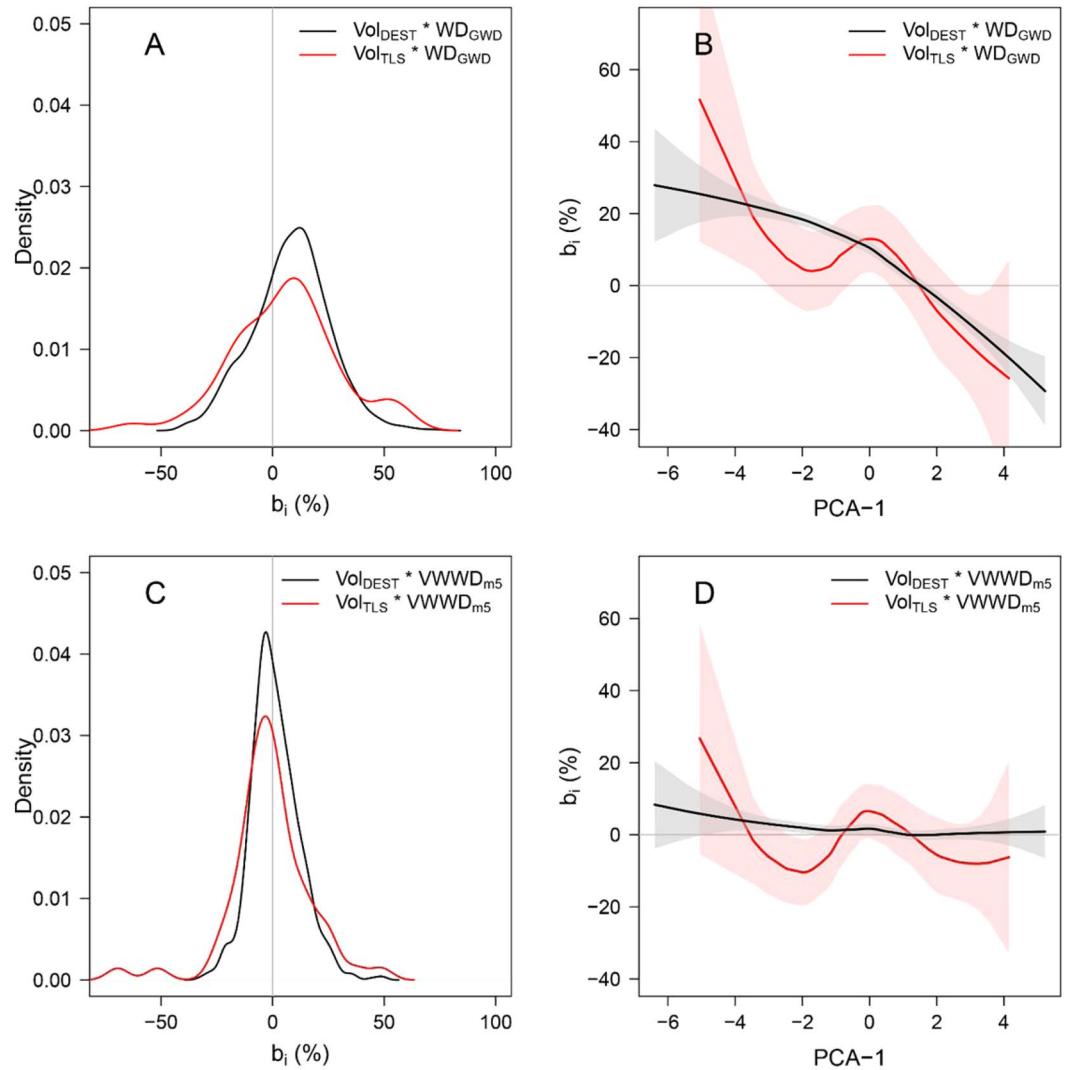 A
Vol_DEST * WD_GWD
Vol_TLS * WD_GWD
0.05
0.04
0.03
0.02
0.01
0.00
Density
−50 0 50 100
b_i (%)
B
Vol_DEST * WD_GWD
Vol_TLS * WD_GWD
60
40
20
0
−20
−40
b_i (%)
−6 −4 −2 0 2 4
PCA−1
C
Vol_DEST * VWWD_m5
Vol_TLS * VWWD_m5
0.05
0.04
0.03
0.02
0.01
0.00
Density
−50 0 50 100
b_i (%)
D
Vol_DEST * VWWD_m5
Vol_TLS * VWWD_m5
60
40
20
0
−20
−40
b_i (%)
−6 −4 −2 0 2 4
PCA−1